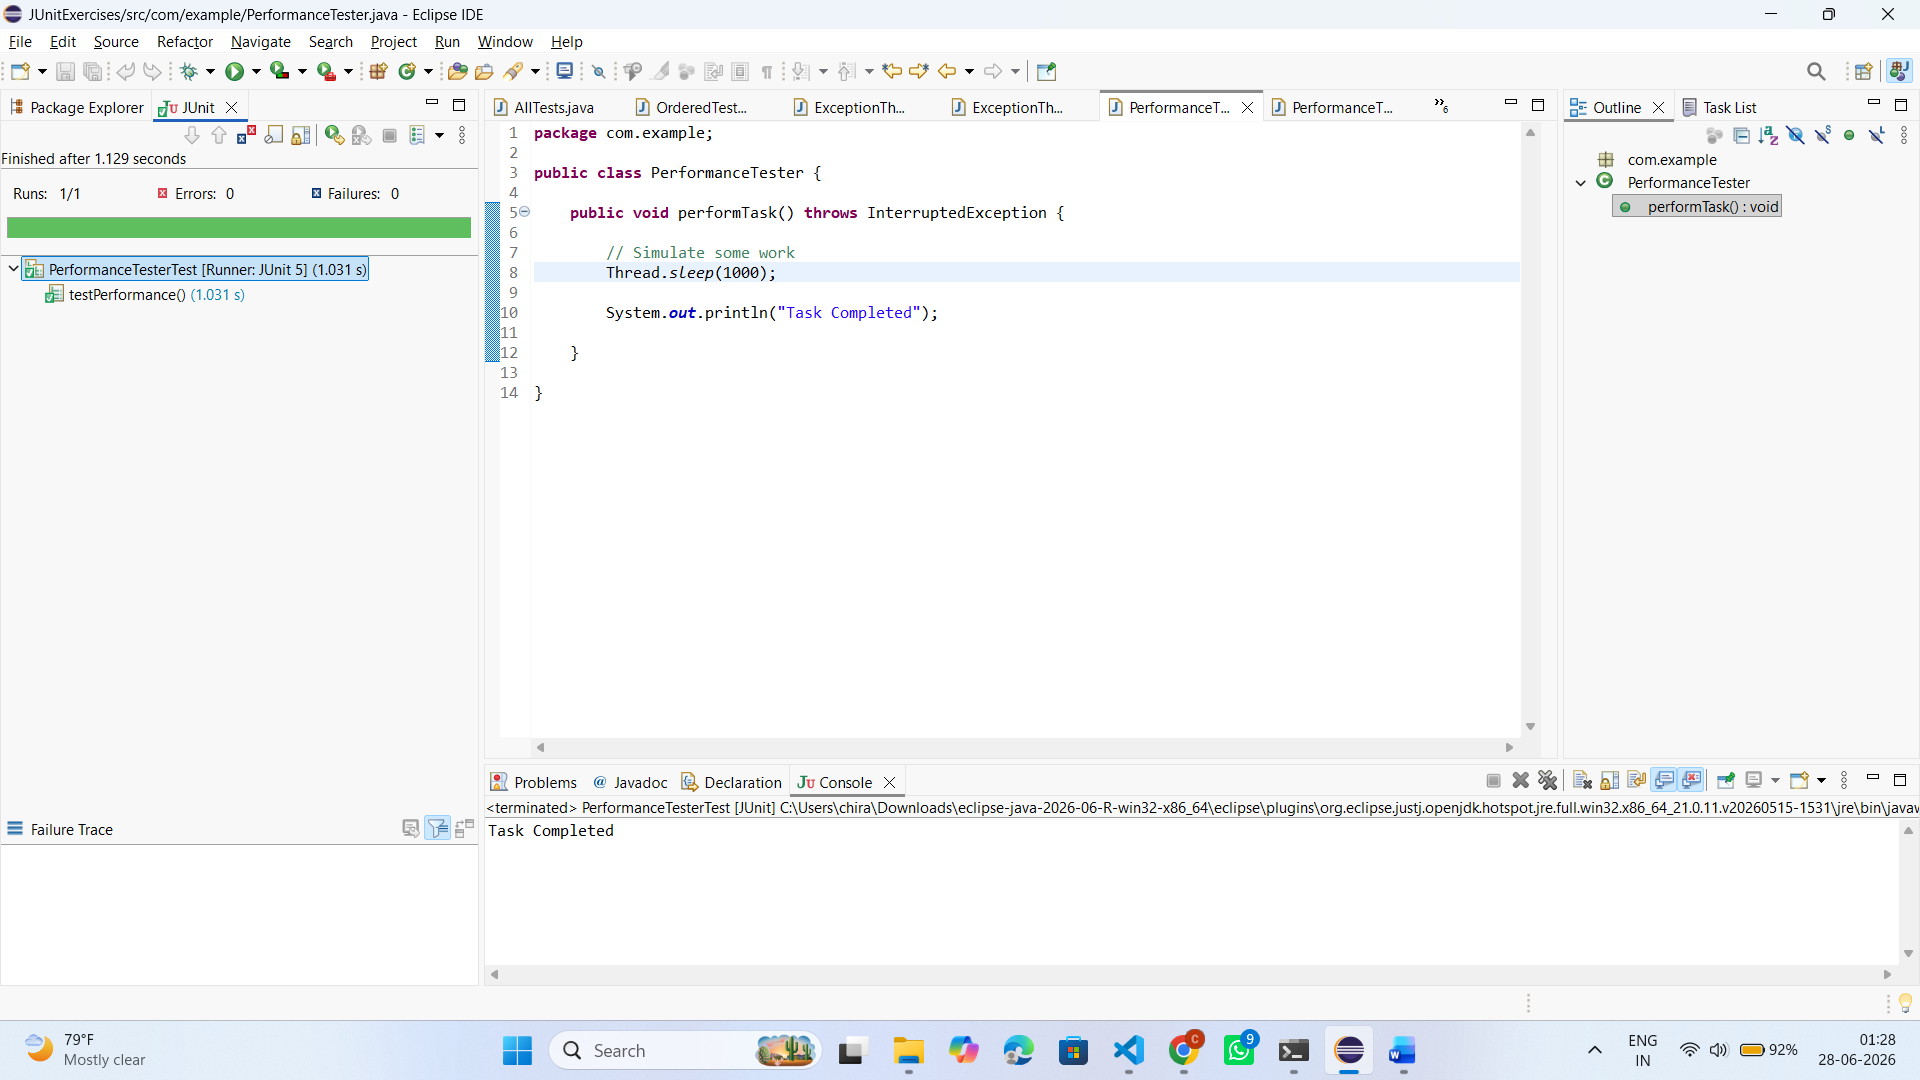 JUnitExercises/src/com/example/PerformanceTester.java - Eclipse IDE
File Edit Source Refactor Navigate Search Project Run Window Help
Package Explorer JUnit
Finished after 1.129 seconds
Runs: 1/1 Errors: 0 Failures: 0
PerformanceTesterTest [Runner: JUnit 5] (1.031 s)
testPerformance() (1.031 s)
Failure Trace
AllTests.java OrderedTest... ExceptionTh... ExceptionTh... PerformanceT... PerformanceT... »6
1 package com.example;
2
3 public class PerformanceTester {
4
5 public void performTask() throws InterruptedException {
6
7 // Simulate some work
8 Thread.sleep(1000);
9
10 System.out.println("Task Completed");
11
12 }
13
14 }
Outline Task List
com.example
PerformanceTester
performTask() : void
Problems @ Javadoc Declaration Console
<terminated> PerformanceTesterTest [JUnit] C:\Users\chira\Downloads\eclipse-java-2026-06-R-win32-x86_64\eclipse\plugins\org.eclipse.justj.openjdk.hotspot.jre.full.win32.x86_64_21.0.11.v20260515-1531\jre\bin\javaw
Task Completed
79°F
Mostly clear
Search
C
9
ENG
IN
92%
01:28
28-06-2026